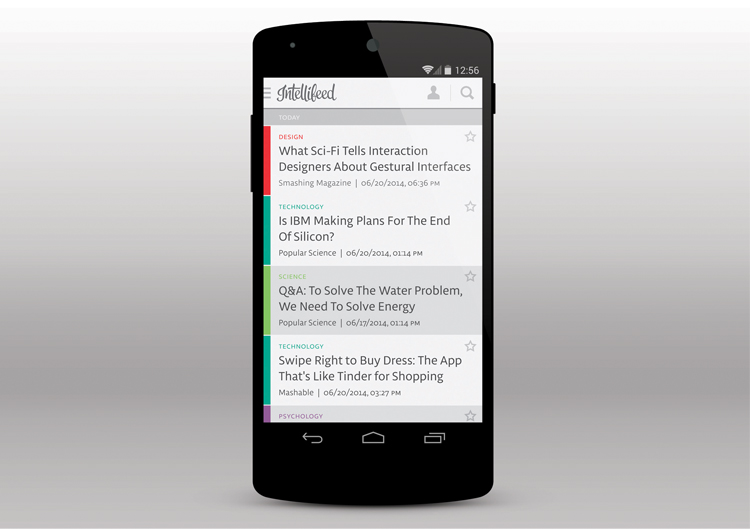 12:56
Intellifeed
TODAY
DESIGN
What Sci-Fi Tells Interaction
Designers About Gestural Interfaces
Smashing Magazine | 06/20/2014, 06:36 PM
TECHNOLOGY
Is IBM Making Plans For The End
Of Silicon?
Popular Science | 06/20/2014, 01:14 PM
SCIENCE
Q&A: To Solve The Water Problem,
We Need To Solve Energy
Popular Science | 06/17/2014, 01:14 PM
TECHNOLOGY
Swipe Right to Buy Dress: The App
That's Like Tinder for Shopping
Mashable | 06/20/2014, 03:27 PM
PSYCHOLOGY